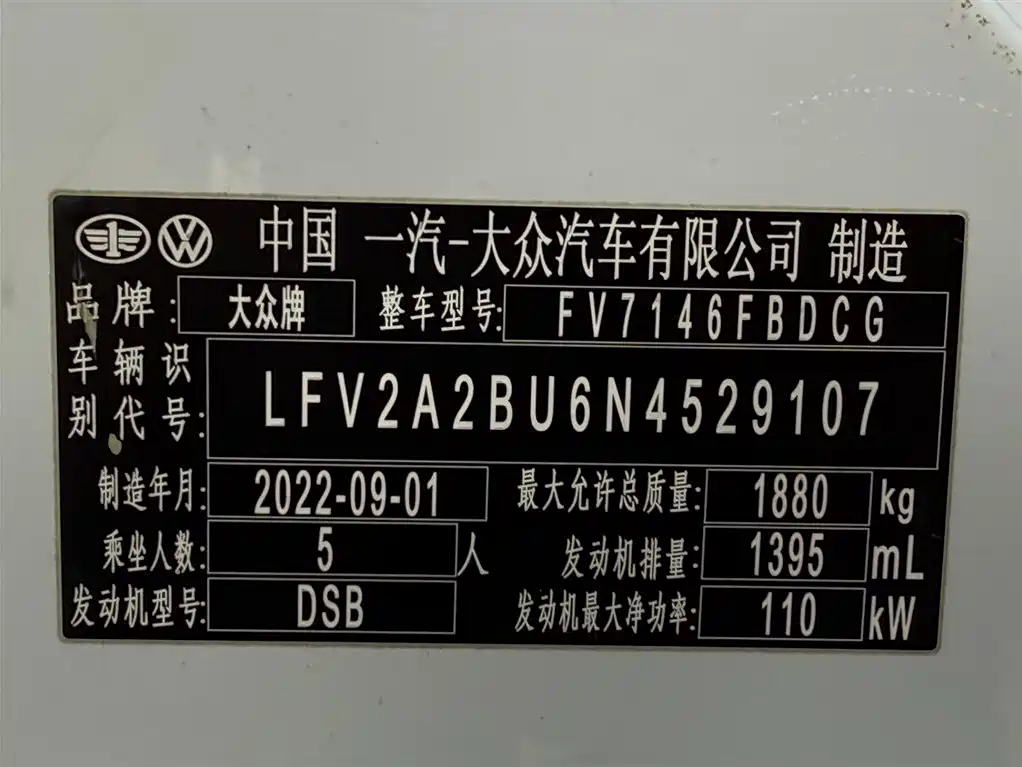 中国 一汽-大众汽车有限公司 制造
品牌: 大众牌 整车型号: FV7146FBDCG
车辆识
别代号: LFV2A2BU6N4529107
制造年月: 2022-09-01 最大允许总质量: 1880 kg
乘坐人数: 5 人 发动机排量: 1395 mL
发动机型号: DSB 发动机最大净功率: 110 kW